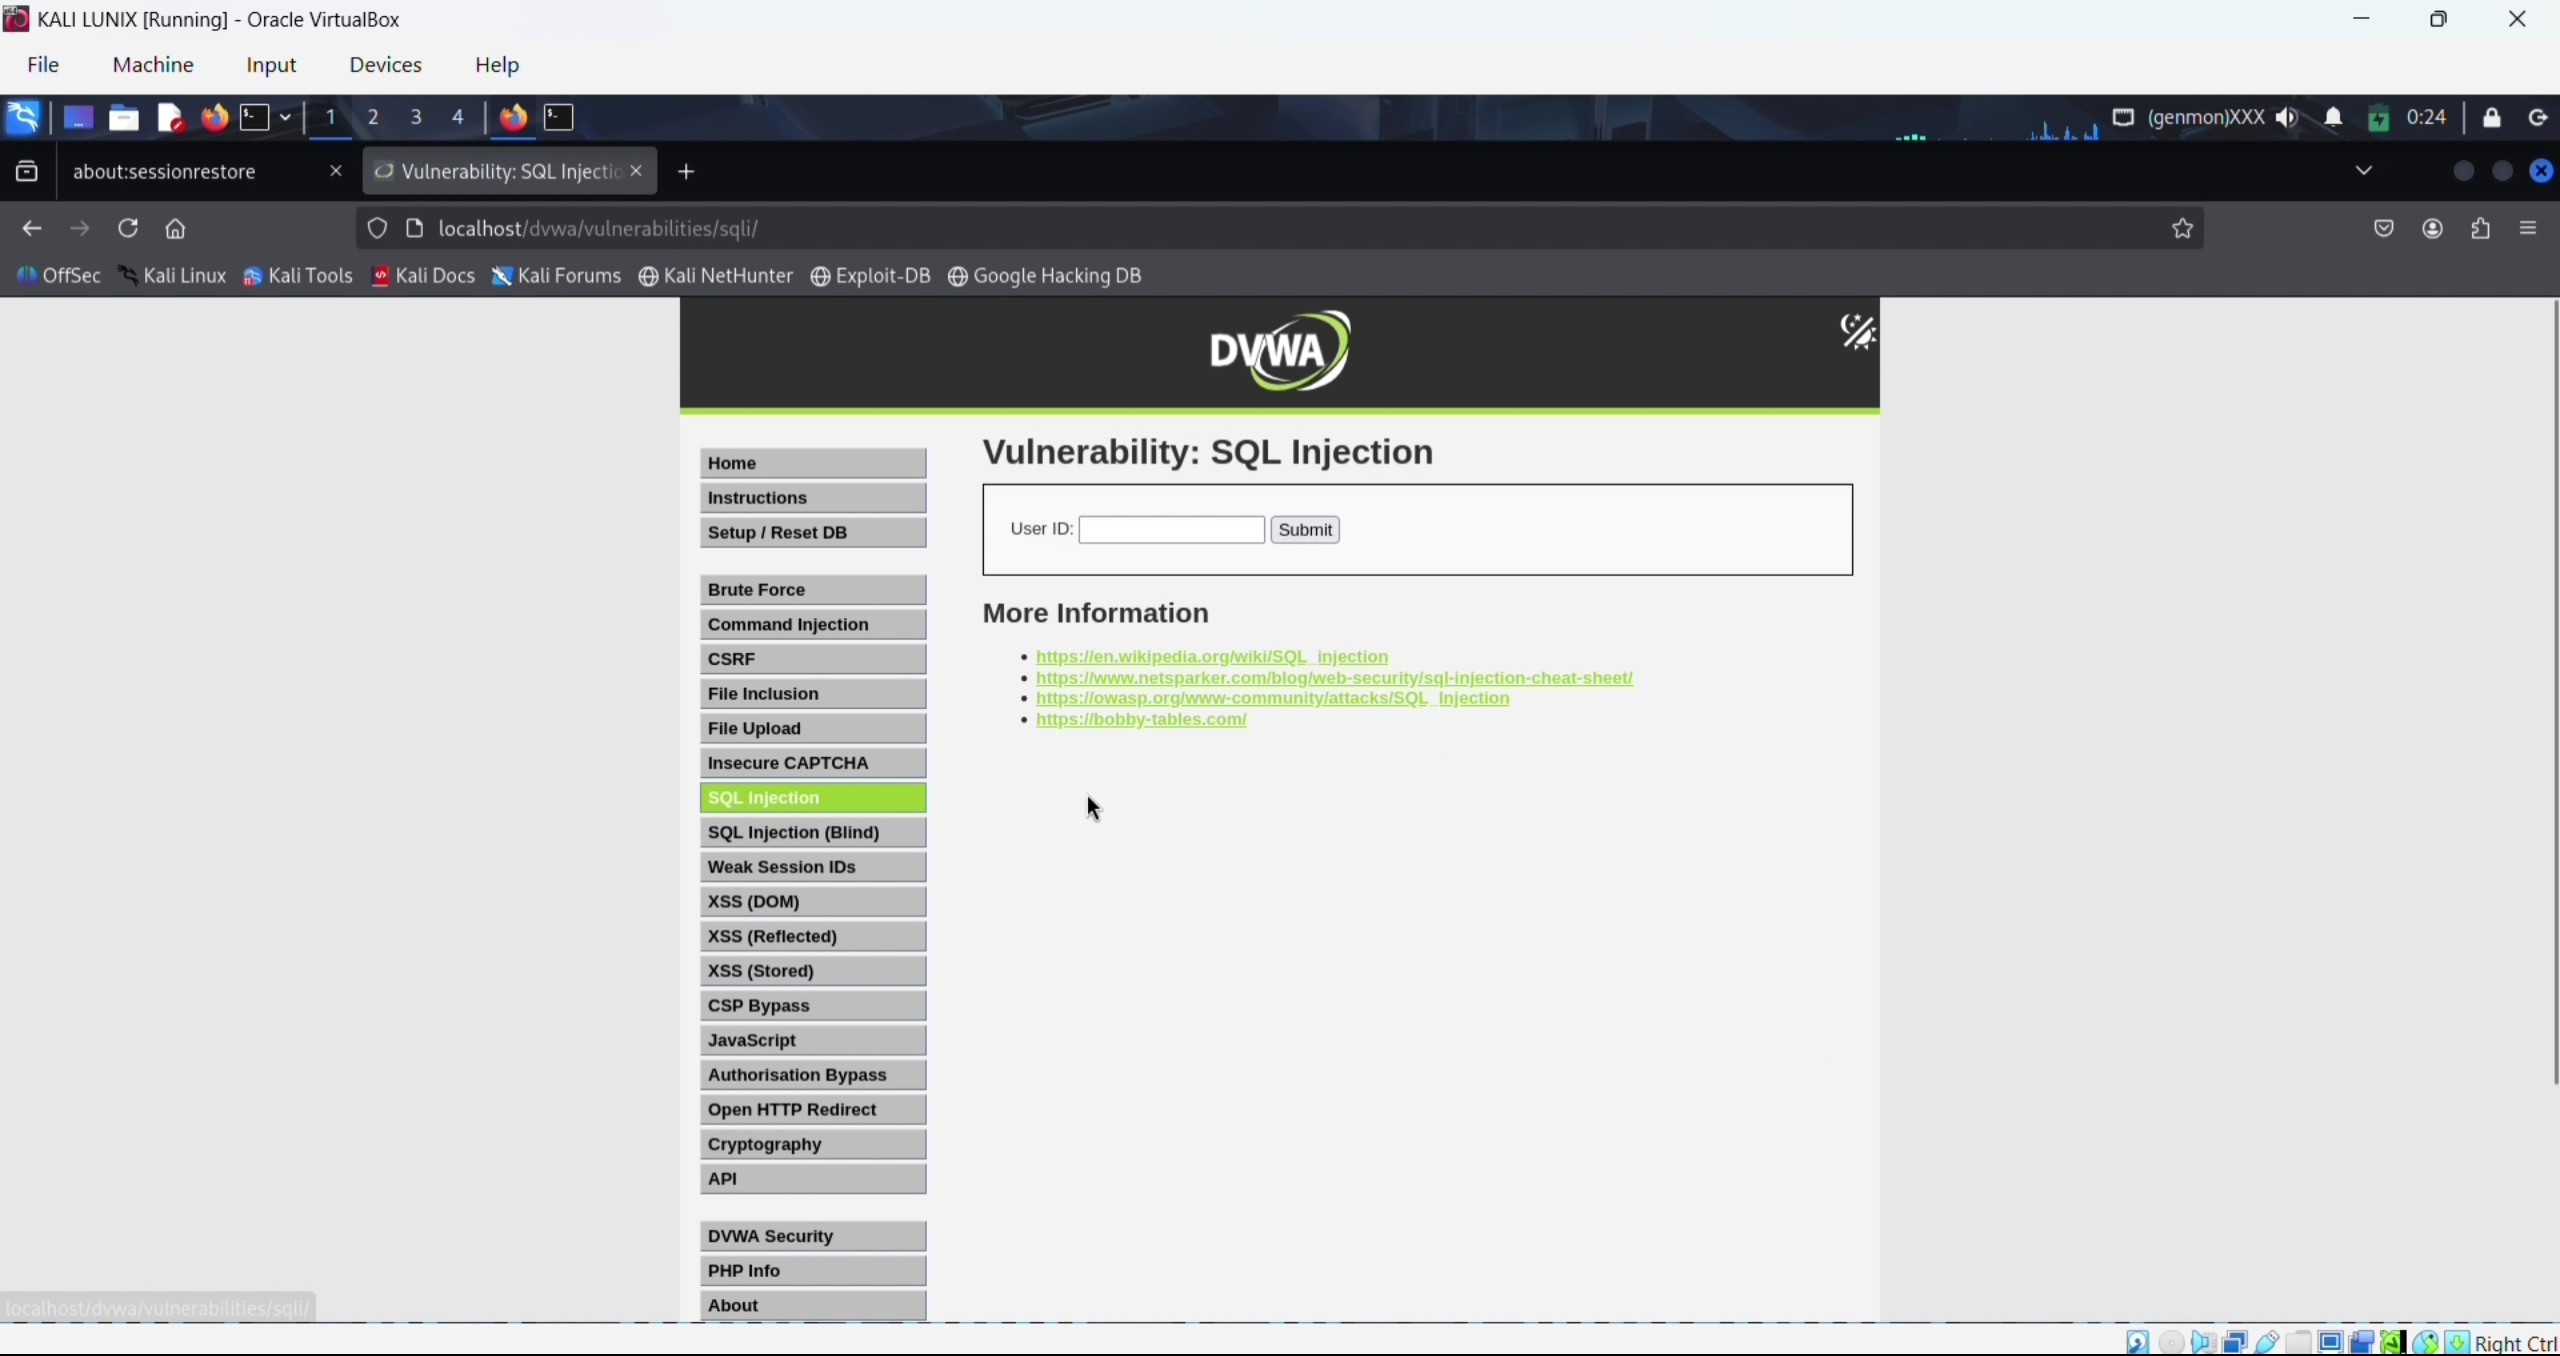 KALI LUNIX [Running] - Oracle VirtualBox
File Machine Input Devices Help
1 2 3 4 (genmon)XXX 0:24
about:sessionrestore Vulnerability: SQL Injectio
localhost/dvwa/vulnerabilities/sqli/
OffSec Kali Linux Kali Tools Kali Docs Kali Forums Kali NetHunter Exploit-DB Google Hacking DB
DVWA
Home
Instructions
Setup / Reset DB
Brute Force
Command Injection
CSRF
File Inclusion
File Upload
Insecure CAPTCHA
SQL Injection
SQL Injection (Blind)
Weak Session IDs
XSS (DOM)
XSS (Reflected)
XSS (Stored)
CSP Bypass
JavaScript
Authorisation Bypass
Open HTTP Redirect
Cryptography
API
DVWA Security
PHP Info
About
Vulnerability: SQL Injection
User ID: Submit
More Information
https://en.wikipedia.org/wiki/SQL_injection
https://www.netsparker.com/blog/web-security/sql-injection-cheat-sheet/
https://owasp.org/www-community/attacks/SQL_Injection
https://bobby-tables.com/
localhost/dvwa/vulnerabilities/sqli/
Right Ctrl